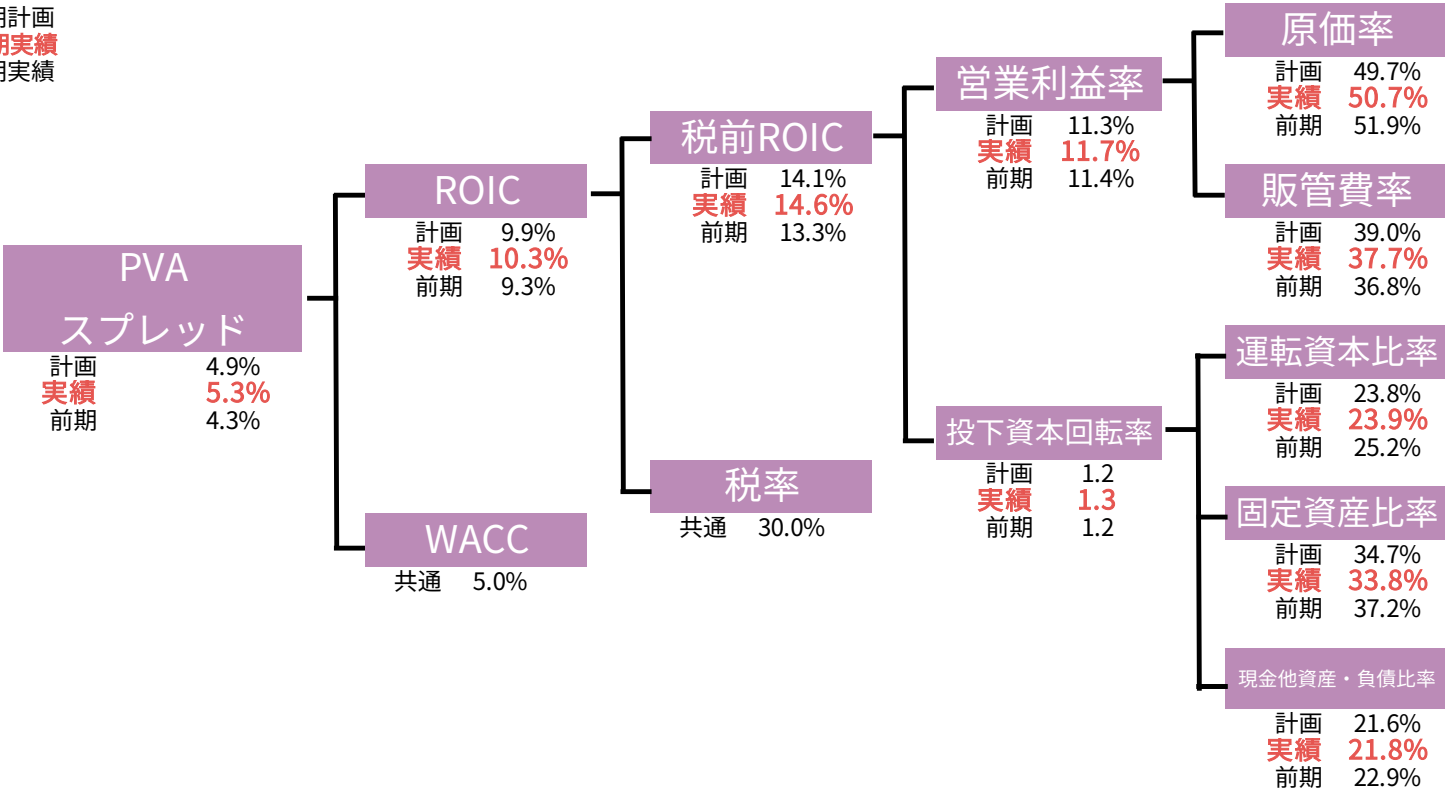 期計画
期実績
期実績
PVA
スプレッド
計画 4.9%
実績 5.3%
前期 4.3%
ROIC
計画 9.9%
実績 10.3%
前期 9.3%
WACC
共通 5.0%
税前ROIC
計画 14.1%
実績 14.6%
前期 13.3%
税率
共通 30.0%
営業利益率
計画 11.3%
実績 11.7%
前期 11.4%
投下資本回転率
計画 1.2
実績 1.3
前期 1.2
原価率
計画 49.7%
実績 50.7%
前期 51.9%
販管費率
計画 39.0%
実績 37.7%
前期 36.8%
運転資本比率
計画 23.8%
実績 23.9%
前期 25.2%
固定資産比率
計画 34.7%
実績 33.8%
前期 37.2%
現金他資産・負債比率
計画 21.6%
実績 21.8%
前期 22.9%